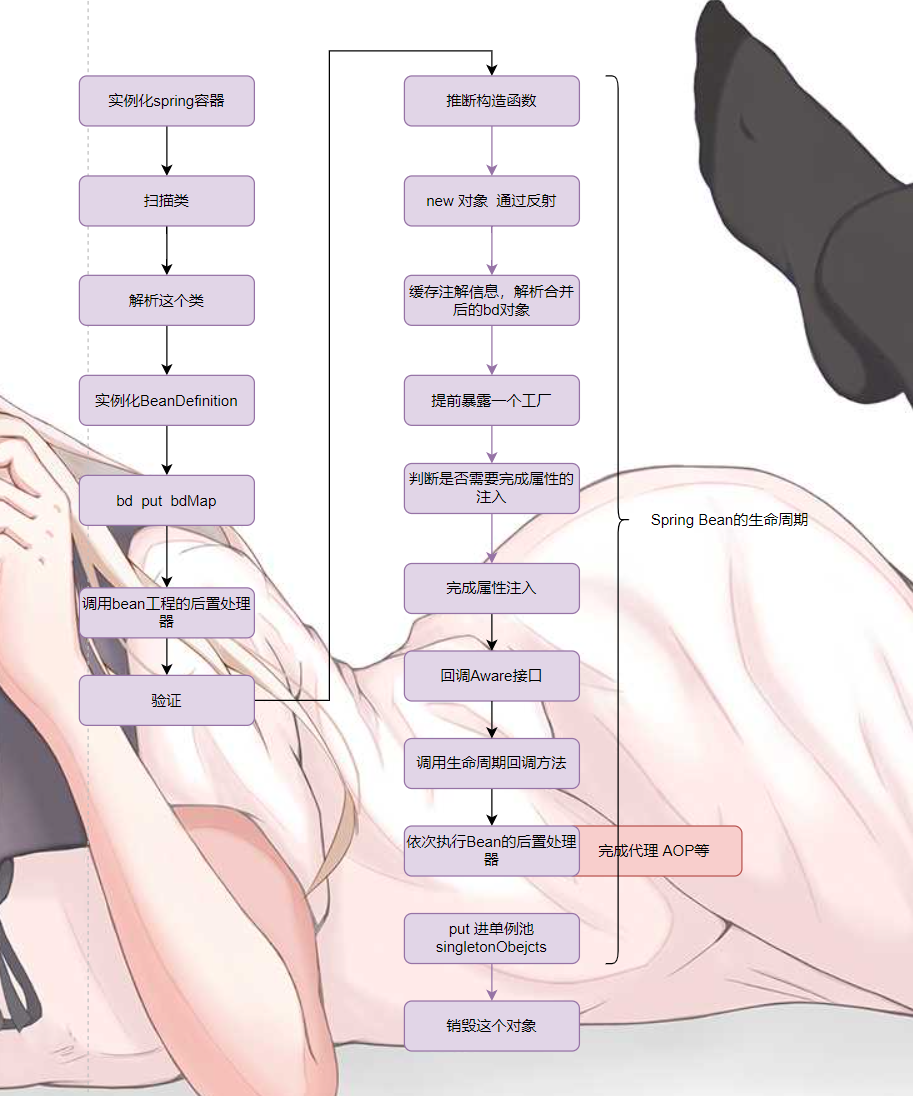 实例化spring容器
扫描类
解析这个类
实例化BeanDefinition
bd put bdMap
调用bean工程的后置处理
器
验证
推断构造函数
new 对象 通过反射
缓存注解信息，解析合并
后的bd对象
提前暴露一个工厂
判断是否需要完成属性的
注入
完成属性注入
回调Aware接口
调用生命周期回调方法
依次执行Bean的后置处理
器
完成代理 AOP等
put 进单例池
singletonObejcts
销毁这个对象
Spring Bean的生命周期